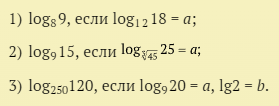 1) log₈9, если log₁₂18 = a;
2) log₉15, если log∛45 25 = a;
3) log₂₅₀120, если log₉20 = a, lg2 = b.